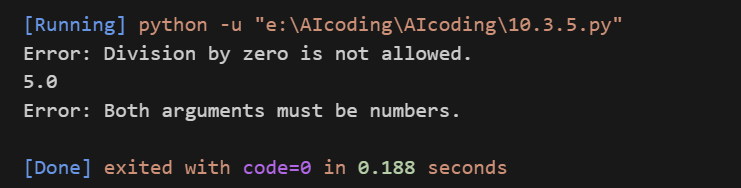 [Running] python -u "e:\AIcoding\AIcoding\10.3.5.py"
Error: Division by zero is not allowed.
5.0
Error: Both arguments must be numbers.
[Done] exited with code=0 in 0.188 seconds